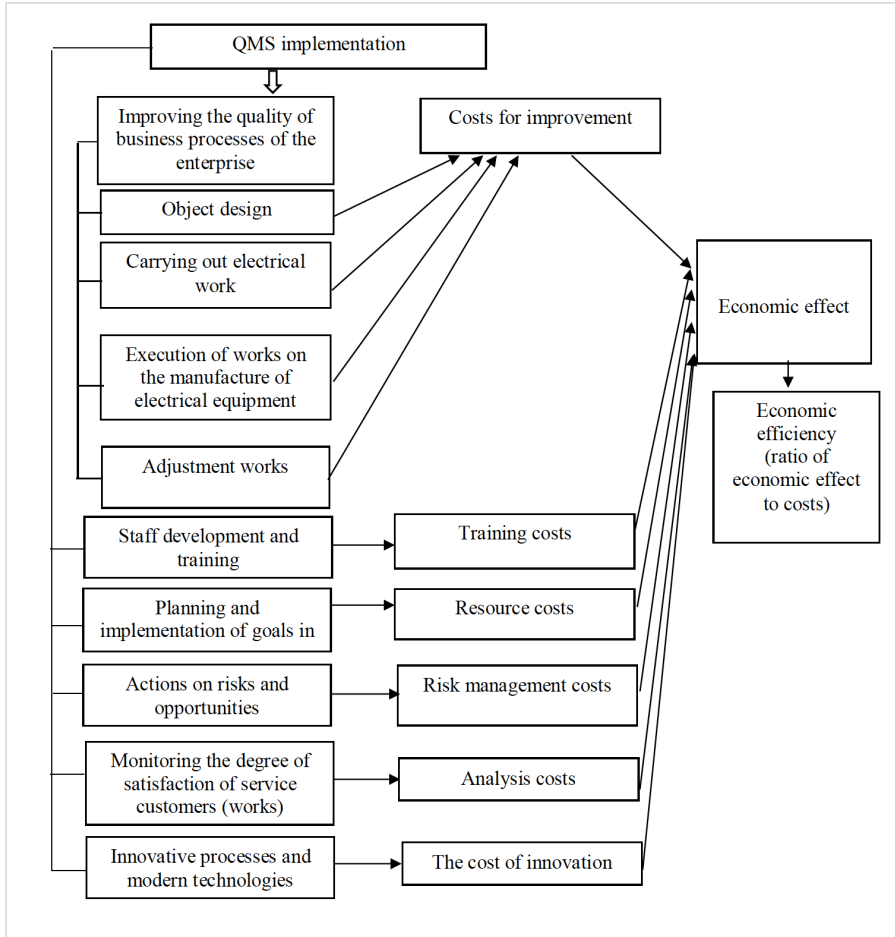 QMS implementation
Improving the quality of
business processes of the
enterprise
Costs for improvement
Object design
Carrying out electrical
work
Economic effect
Execution of works on
the manufacture of
electrical equipment
Economic
efficiency
(ratio of
economic effect
to costs)
Adjustment works
Staff development and
training
Training costs
Planning and
implementation of goals in
Resource costs
Actions on risks and
opportunities
Risk management costs
Monitoring the degree of
satisfaction of service
customers (works)
Analysis costs
Innovative processes and
modern technologies
The cost of innovation